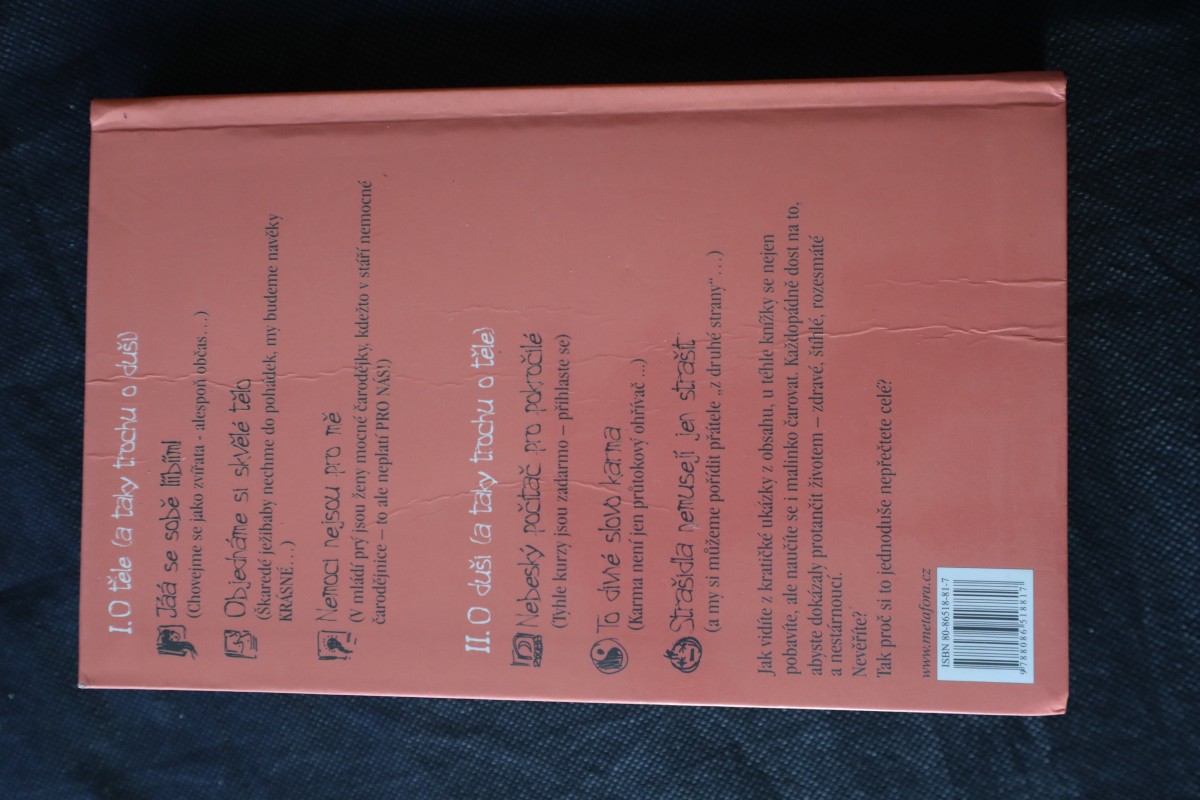 I. O těle (a taky trochu o duši)
Jáá se sobě líbíím!
(Chovejme se jako zvířata - alespoň občas…)
Objednáme si skvělé tělo
(Škaredé ježibaby nechme do pohádek, my budeme navěky
KRÁSNÉ…)
Nemoci nejsou pro mě
(V mládí prý jsou ženy mocné čarodějky, kdežto v stáří nemocné
čarodějnice – to ale neplatí PRO NÁS!)
II. O duši (a taky trochu o těle)
Nebeský počítač pro pokročilé
(Tyhle kurzy jsou zadarmo – přihlaste se)
To divné slovo karma
(Karma není jen průtokový ohřívač ...)
Strašidla nemusejí jen strašit
(a my si můžeme pořídit přátele „z druhé strany“ …)
Jak vidíte z kratičké ukázky z obsahu, u téhle knížky se nejen
pobavíte, ale naučíte se i malinko čarovat. Každopádně dost na to,
abyste dokázaly protančit životem – zdravé, štíhlé, rozesmáté
a nestárnoucí.
Nevěříte?
Tak proč si to jednoduše nepřečtete celé?
www.metafora.cz
ISBN 80-86518-81-7
9788086518817